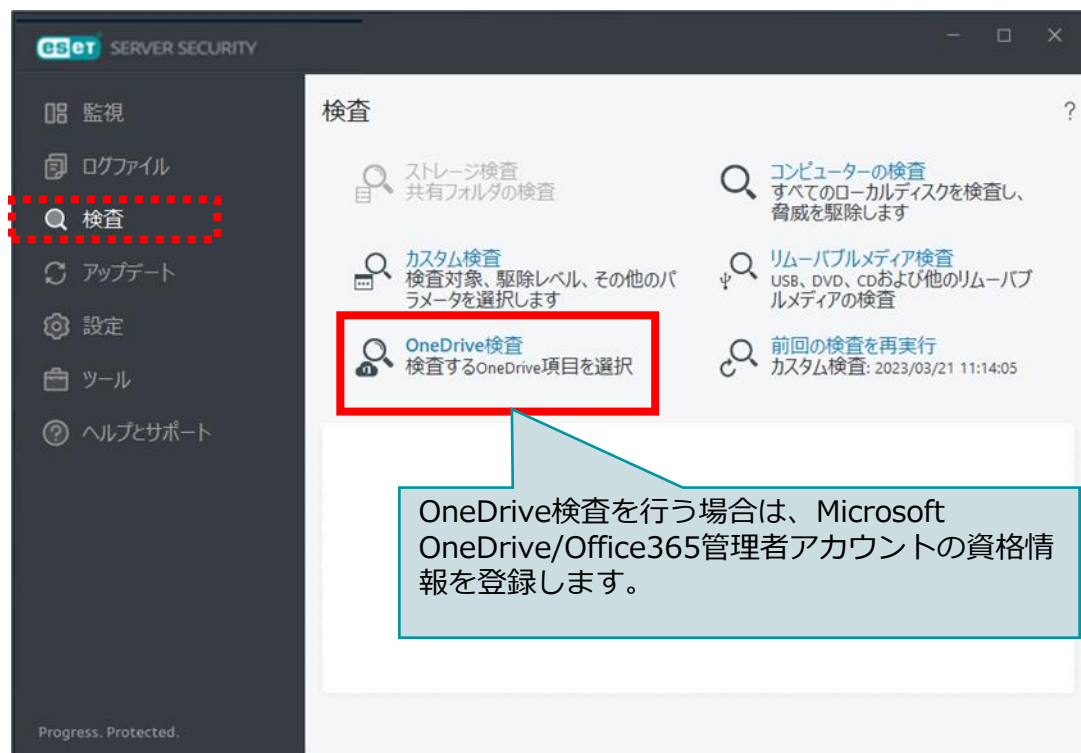 eseT SERVER SECURITY
監視
ログファイル
検査
アップデート
設定
ツール
ヘルプとサポート
Progress. Protected.
検査
?
ストレージ検査
共有フォルダの検査
コンピューターの検査
すべてのローカルディスクを検査し、
脅威を駆除します
カスタム検査
検査対象、駆除レベル、その他のパ
ラメータを選択します
リムーバブルメディア検査
USB、DVD、CDおよび他のリムーバブ
ルメディアの検査
OneDrive検査
検査するOneDrive項目を選択
前回の検査を再実行
カスタム検査: 2023/03/21 11:14:05
OneDrive検査を行う場合は、Microsoft
OneDrive/Office365管理者アカウントの資格情
報を登録します。